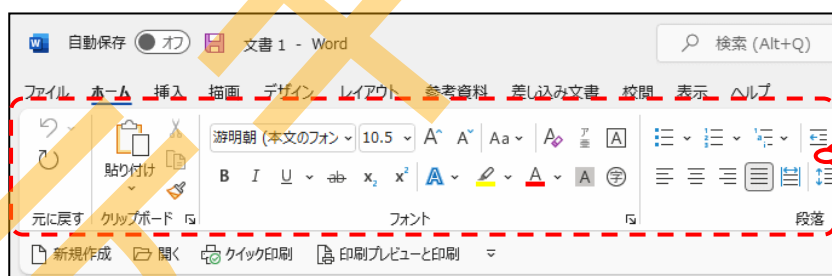 自動保存 オフ 文書 1 - Word 検索 (Alt+Q)
ファイル ホーム 挿入 描画 デザイン レイアウト 参考資料 差し込み文書 校閲 表示 ヘルプ
游明朝 (本文のフォン 10.5 A A Aa A ア亜 A
貼り付け
B I U ab x₂ x² A A A 字
元に戻す クリップボード フォント 段落
新規作成 開く クイック印刷 印刷プレビューと印刷